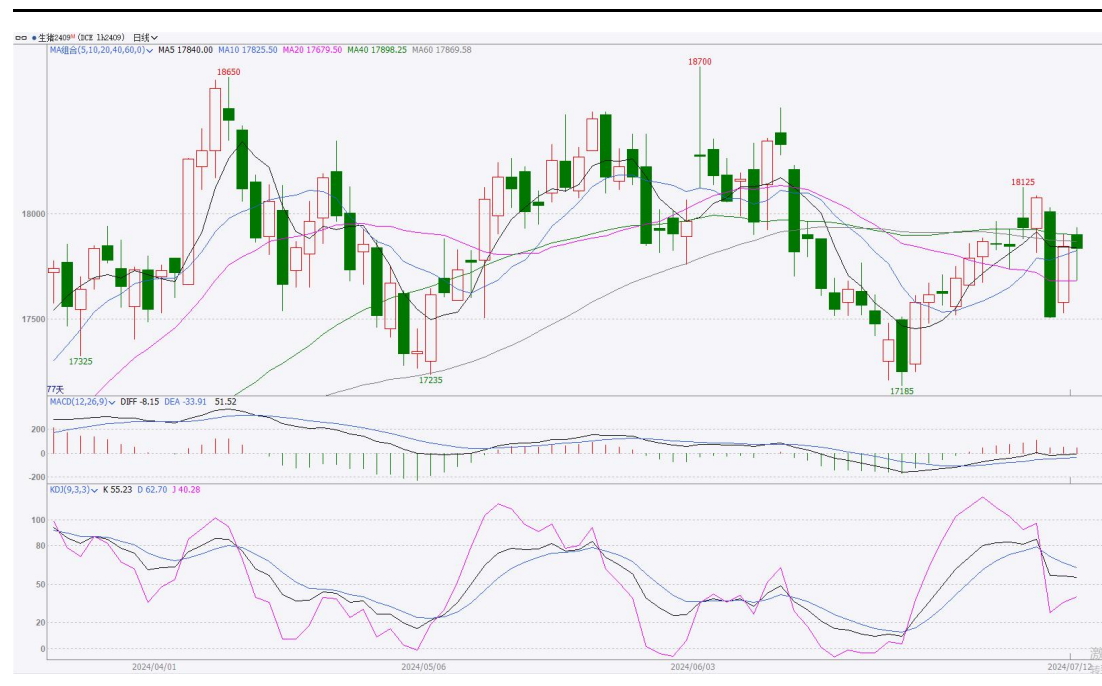 生猪2409M (DCE lh2409) 日线
MA组合(5,10,20,40,60,0) MA5 17840.00 MA10 17825.50 MA20 17679.50 MA40 17898.25 MA60 17869.58
18700
18650
18125
18000
17500
17325
17235
17185
77天
MACD(12,26,9) DIFF -8.15 DEA -33.91 51.52
200
0
-200
KDJ(9,3,3) K 55.23 D 62.70 J 40.28
100
80
50
20
0
2024/04/01 2024/05/06 2024/06/03 2024/07/12